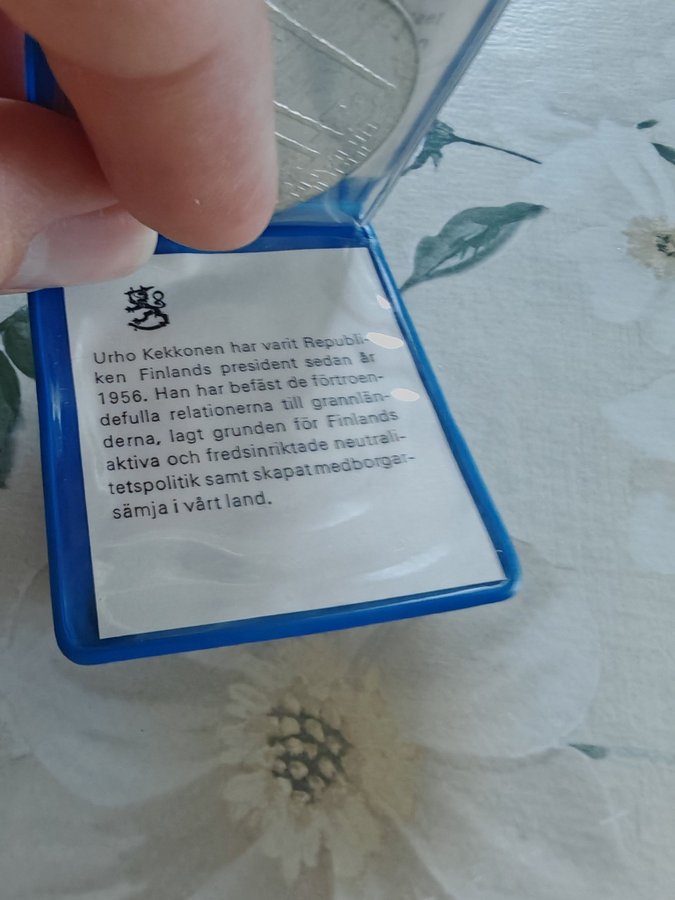 Urho Kekkonen har varit Republi-
ken Finlands president sedan år
1956. Han har befäst de förtroen-
defulla relationerna till grannlän-
derna, lagt grunden för Finlands
aktiva och fredsinriktade neutrali-
tetspolitik samt skapat medborgar-
sämja i vårt land.